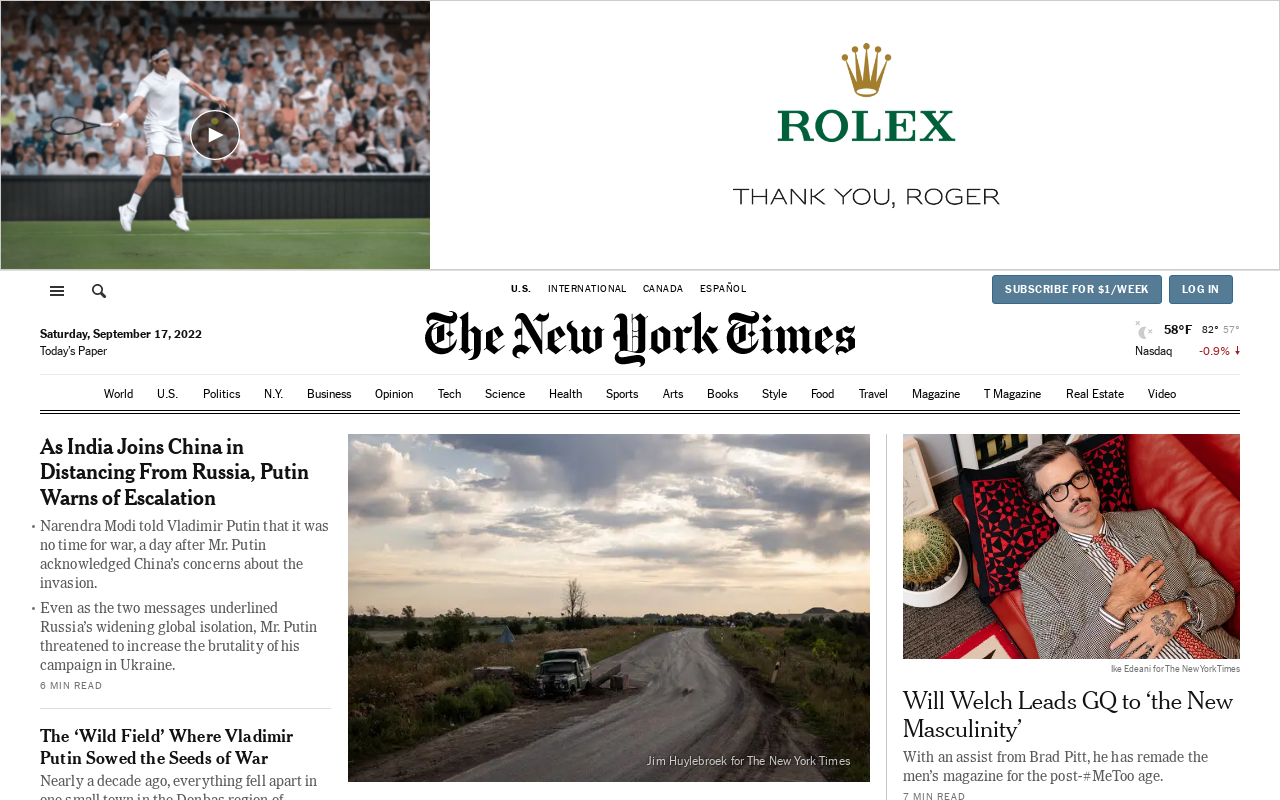 ROLEX
THANK YOU, ROGER
U.S. INTERNATIONAL CANADA ESPAÑOL
SUBSCRIBE FOR $1/WEEK LOG IN
Saturday, September 17, 2022
Today's Paper
The New York Times
58°F 82° 57°
Nasdaq -0.9%
World U.S. Politics N.Y. Business Opinion Tech Science Health Sports Arts Books Style Food Travel Magazine T Magazine Real Estate Video
As India Joins China in
Distancing From Russia, Putin
Warns of Escalation
Narendra Modi told Vladimir Putin that it was
no time for war, a day after Mr. Putin
acknowledged China's concerns about the
invasion.
Even as the two messages underlined
Russia's widening global isolation, Mr. Putin
threatened to increase the brutality of his
campaign in Ukraine.
6 MIN READ
The ‘Wild Field’ Where Vladimir
Putin Sowed the Seeds of War
Nearly a decade ago, everything fell apart in
one small town in the Donbas region of
Jim Huylebroek for The New York Times
Ike Edeani for The New York Times
Will Welch Leads GQ to ‘the New
Masculinity’
With an assist from Brad Pitt, he has remade the
men's magazine for the post-#MeToo age.
7 MIN READ